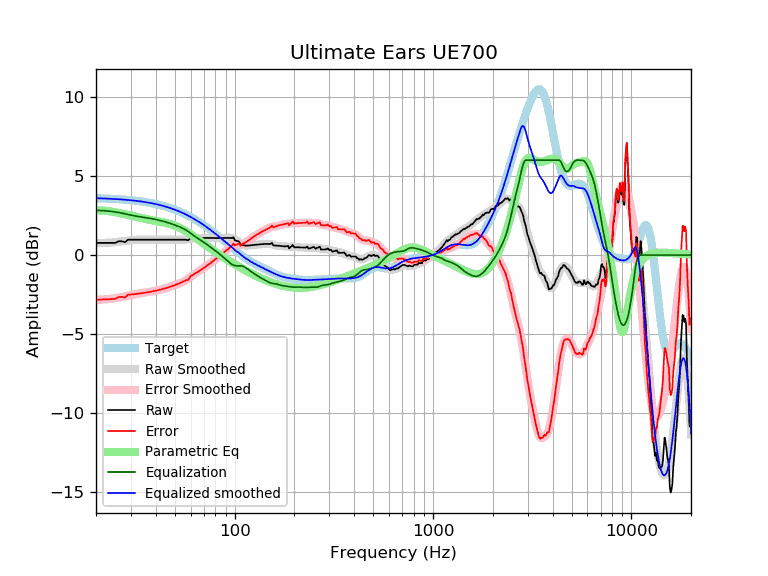 Ultimate Ears UE700
Amplitude (dBr)
10
5
0
−5
−10
−15
Target
Raw Smoothed
Error Smoothed
Raw
Error
Parametric Eq
Equalization
Equalized smoothed
100 1000 10000
Frequency (Hz)